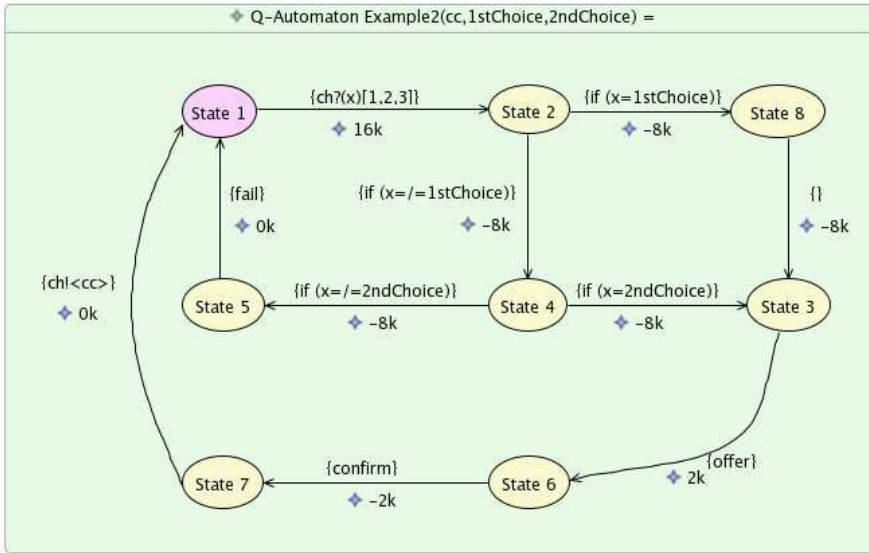 Q-Automaton Example2(cc,1stChoice,2ndChoice) =
{ch?(x)[1,2,3]}
16k
{if (x=1stChoice)}
-8k
State 1
State 2
State 8
{fail}
0k
{if (x=/=1stChoice)}
-8k
{}
-8k
{ch!<cc>}
0k
State 5
{if (x=/=2ndChoice)}
-8k
State 4
{if (x=2ndChoice)}
-8k
State 3
{offer}
2k
State 7
{confirm}
-2k
State 6